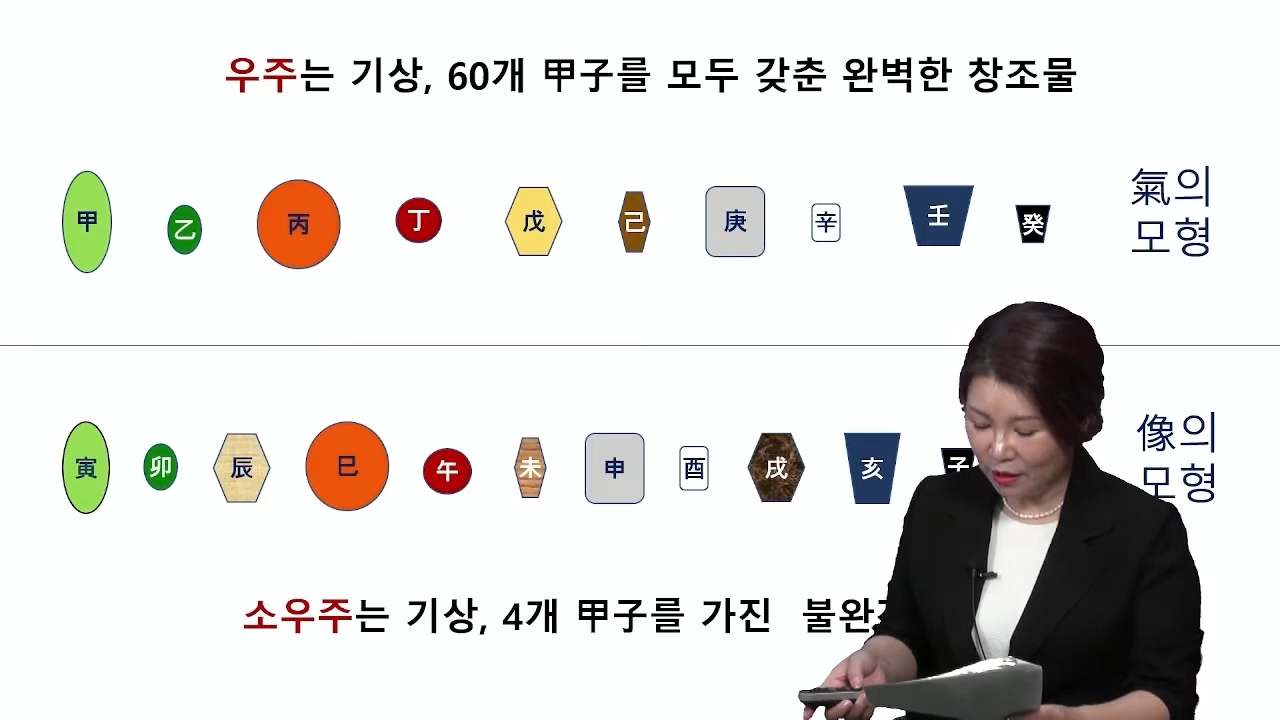 우주는 기상, 60개 甲子를 모두 갖춘 완벽한 창조물
甲 乙 丙 丁 戊 己 庚 辛 壬 癸
氣의
모형
寅 卯 辰 巳 午 未 申 酉 戌 亥 子
像의
모형
소우주는 기상, 4개 甲子를 가진